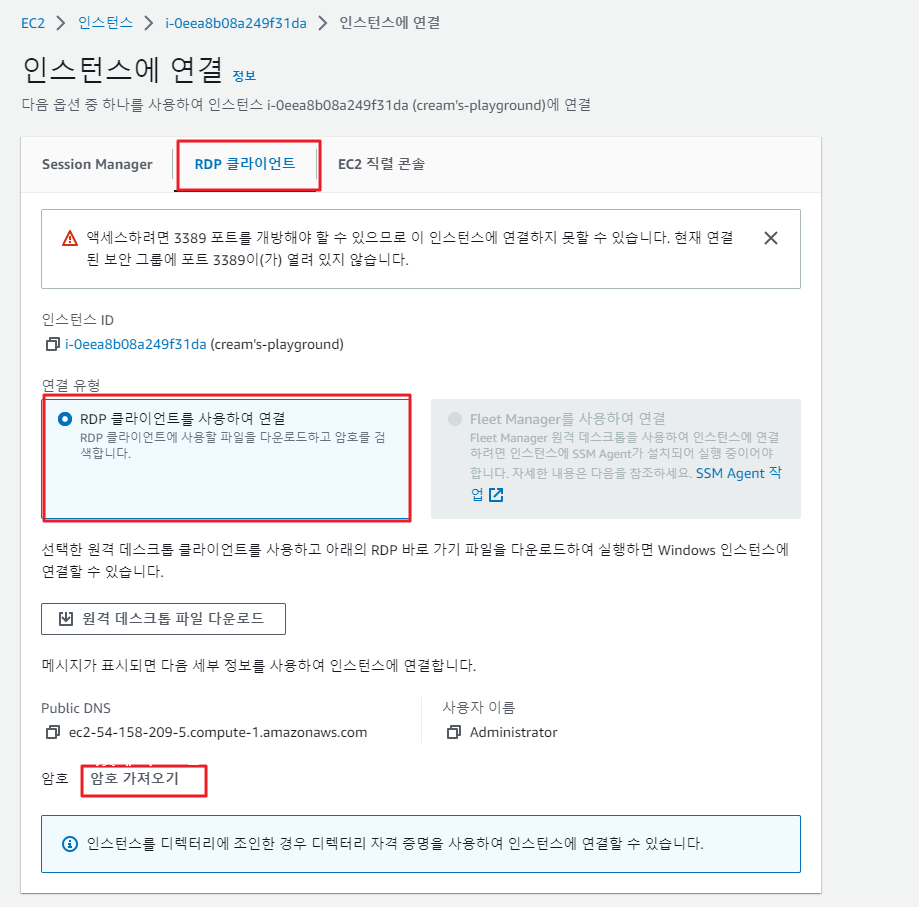 EC2 > 인스턴스 > i-0eea8b08a249f31da > 인스턴스에 연결
인스턴스에 연결 정보
다음 옵션 중 하나를 사용하여 인스턴스 i-0eea8b08a249f31da (cream's-playground)에 연결
Session Manager
RDP 클라이언트
EC2 직렬 콘솔
액세스하려면 3389 포트를 개방해야 할 수 있으므로 이 인스턴스에 연결하지 못할 수 있습니다. 현재 연결
된 보안 그룹에 포트 3389이(가) 열려 있지 않습니다.
인스턴스 ID
i-0eea8b08a249f31da (cream's-playground)
연결 유형
RDP 클라이언트를 사용하여 연결
RDP 클라이언트에 사용할 파일을 다운로드하고 암호를 검
색합니다.
Fleet Manager를 사용하여 연결
Fleet Manager 원격 데스크톱을 사용하여 인스턴스에 연결
하려면 인스턴스에 SSM Agent가 설치되어 실행 중이어야
합니다. 자세한 내용은 다음을 참조하세요. SSM Agent 작
업
선택한 원격 데스크톱 클라이언트를 사용하고 아래의 RDP 바로 가기 파일을 다운로드하여 실행하면 Windows 인스턴스에
연결할 수 있습니다.
원격 데스크톱 파일 다운로드
메시지가 표시되면 다음 세부 정보를 사용하여 인스턴스에 연결합니다.
Public DNS
ec2-54-158-209-5.compute-1.amazonaws.com
사용자 이름
Administrator
암호 암호 가져오기
인스턴스를 디렉터리에 조인한 경우 디렉터리 자격 증명을 사용하여 인스턴스에 연결할 수 있습니다.